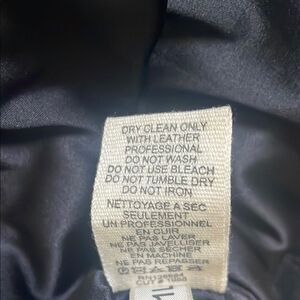 DRY CLEAN ONLY
WITH LEATHER
PROFESSIONAL
DO NOT WASH
DO NOT USE BLEACH
DO NOT TUMBLE DRY
DO NOT IRON
NETTOYAGE A SEC
SEULEMENT
UN PROFESSIONNEL
EN CUIR
NE PAS LAVER
NE PAS JAVELLISER
NE PAS SECHER
EN MACHINE
NE PAS REPASSER
CUT #